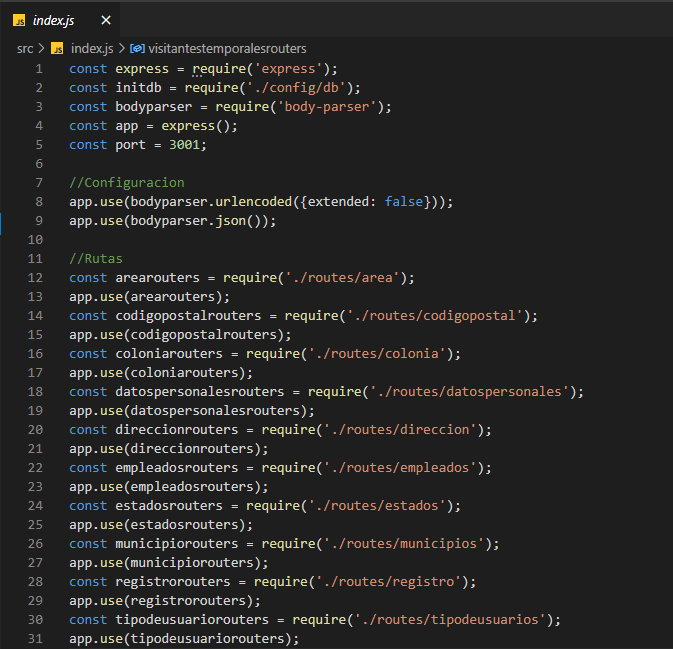 JS index.js ×
src > JS index.js > visitantestemporalesrouters
1 const express = require('express');
2 const initdb = require('./config/db');
3 const bodyparser = require('body-parser');
4 const app = express();
5 const port = 3001;
6
7 //Configuracion
8 app.use(bodyparser.urlencoded({extended: false}));
9 app.use(bodyparser.json());
10
11 //Rutas
12 const arearouters = require('./routes/area');
13 app.use(arearouters);
14 const codigopostalrouters = require('./routes/codigopostal');
15 app.use(codigopostalrouters);
16 const coloniarouters = require('./routes/colonia');
17 app.use(coloniarouters);
18 const datospersonalesrouters = require('./routes/datospersonales');
19 app.use(datospersonalesrouters);
20 const direccionrouters = require('./routes/direccion');
21 app.use(direccionrouters);
22 const empleadosrouters = require('./routes/empleados');
23 app.use(empleadosrouters);
24 const estadosrouters = require('./routes/estados');
25 app.use(estadosrouters);
26 const municipiorouters = require('./routes/municipios');
27 app.use(municipiorouters);
28 const registrorouters = require('./routes/registro');
29 app.use(registrorouters);
30 const tipodeusuariorouters = require('./routes/tipodeusuarios');
31 app.use(tipodeusuariorouters);